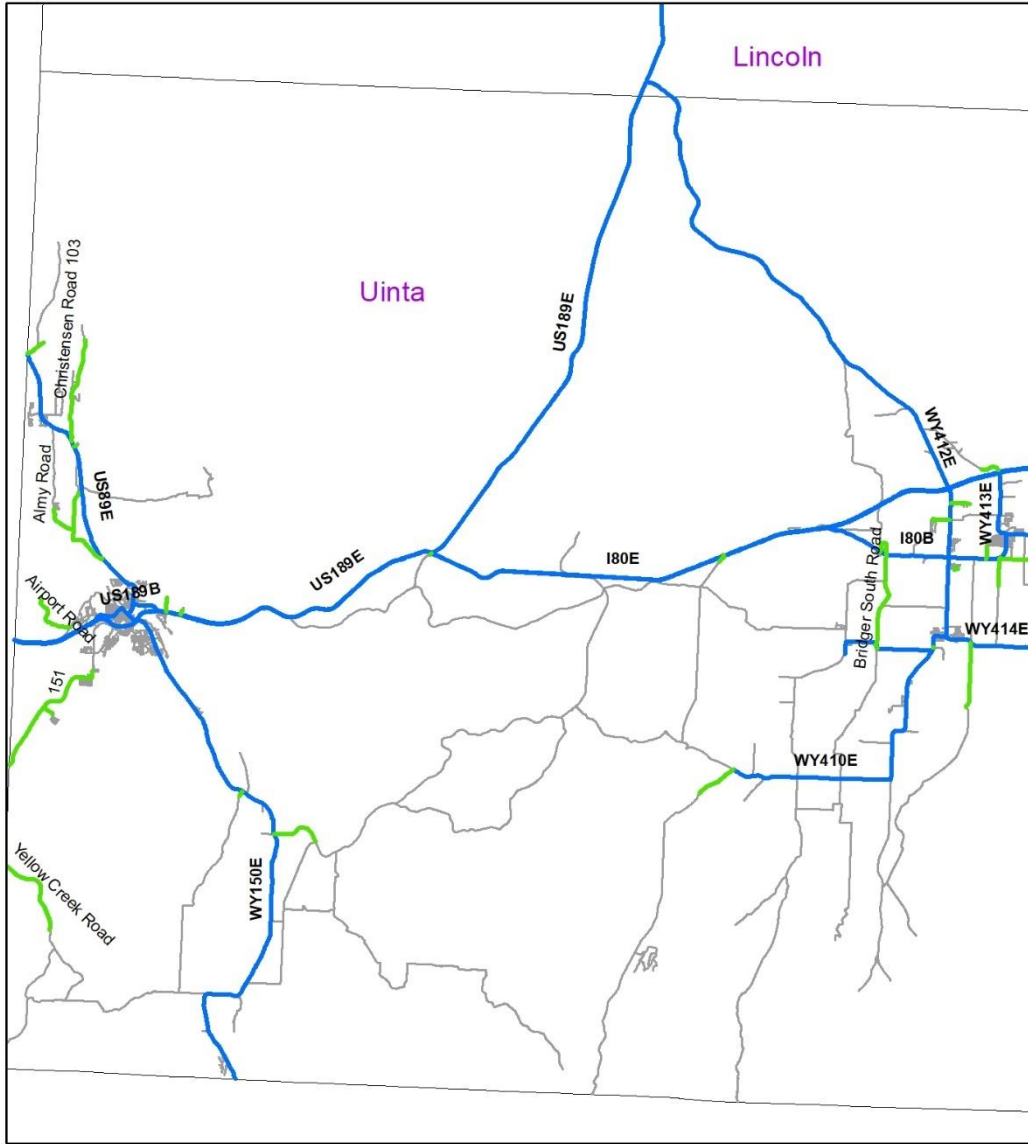 Lincoln
Uinta
Christensen Road 103
US189E
WY412E
Almy Road
US89E
WY413E
I80B
Bridger South Road
US189E
I80E
US189B
Airport Road
WY414E
151
WY410E
Yellow Creek Road
WY150E